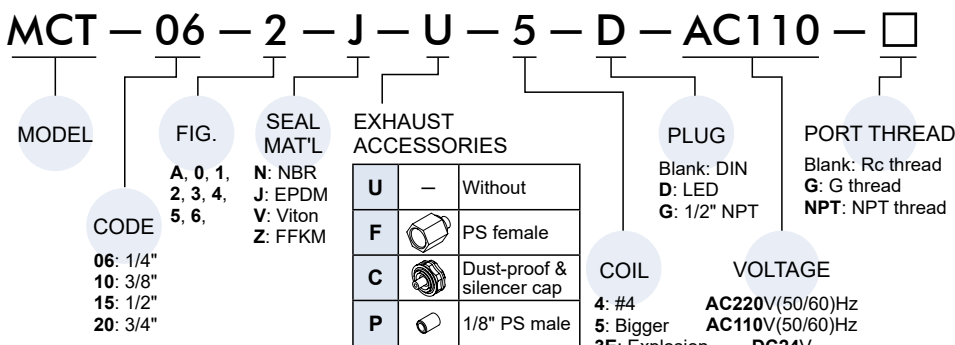 MCT — 06 — 2 — J — U — 5 — D — AC110 — □
MODEL
CODE
06: 1/4"
10: 3/8"
15: 1/2"
20: 3/4"
FIG.
A, 0, 1,
2, 3, 4,
5, 6,
SEAL
MAT'L
N: NBR
J: EPDM
V: Viton
Z: FFKM
EXHAUST
ACCESSORIES
U – Without
F PS female
C Dust-proof &
silencer cap
P 1/8" PS male
COIL
4: #4
5: Bigger
3E: Explosion
PLUG
Blank: DIN
D: LED
G: 1/2" NPT
VOLTAGE
AC220V(50/60)Hz
AC110V(50/60)Hz
DC24V
PORT THREAD
Blank: Rc thread
G: G thread
NPT: NPT thread